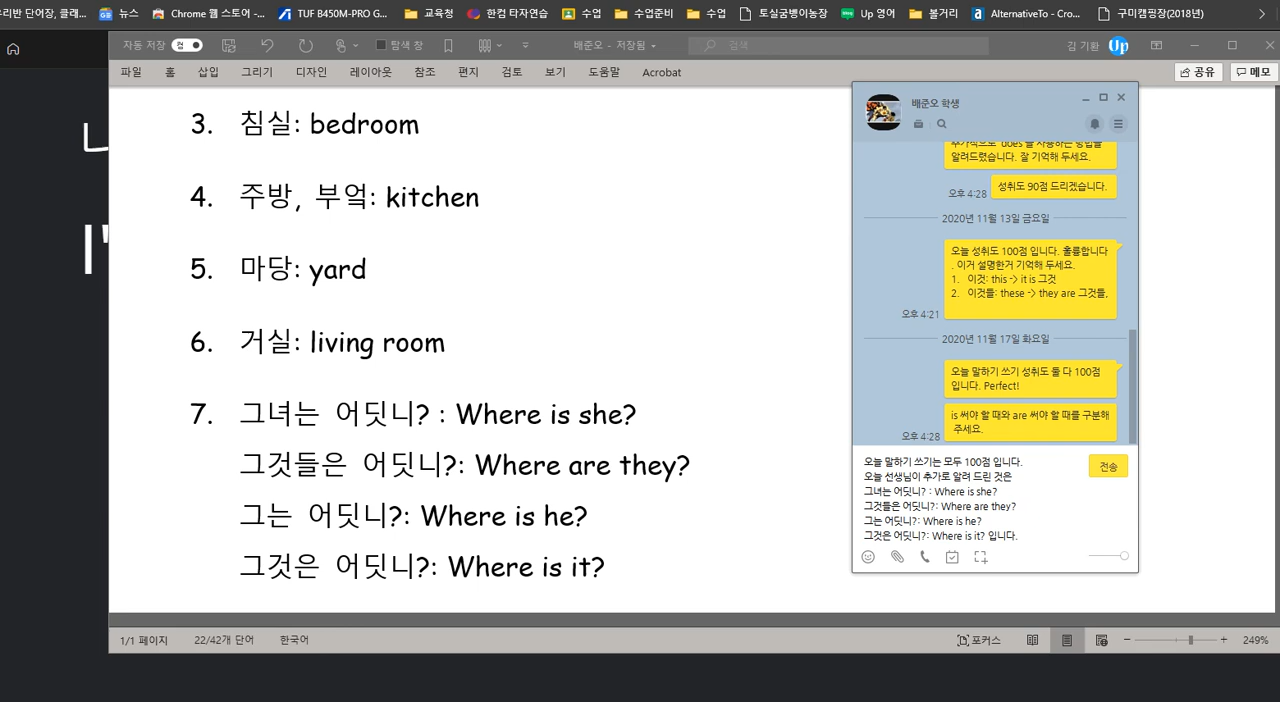 우리반 단어장, 클래... 뉴스 Chrome 웹 스토어 -... TUF B450M-PRO G... 교육청 한컴 타자연습 수업 수업준비 수업 토실굼벵이농장 Up 영어 볼거리 AlternativeTo - Cro... 구미캠핑장(2018년)
자동 저장 탐색 창 배준오 - 저장됨 검색 김 기환 Up
파일 홈 삽입 그리기 디자인 레이아웃 참조 편지 검토 보기 도움말 Acrobat 공유 메모
3. 침실: bedroom
4. 주방, 부엌: kitchen
5. 마당: yard
6. 거실: living room
7. 그녀는 어딧니? : Where is she?
그것들은 어딧니?: Where are they?
그는 어딧니?: Where is he?
그것은 어딧니?: Where is it?
배준오 학생
추가적으로 does 를 사용하는 방법을
알려드렸습니다. 잘 기억해 두세요.
성취도 90점 드리겠습니다.
오후 4:28
2020년 11월 13일 금요일
오늘 성취도 100점 입니다. 훌륭합니다
. 이거 설명한거 기억해 두세요.
1. 이것: this -> it is 그것
2. 이것들: these -> they are 그것들,
오후 4:21
2020년 11월 17일 화요일
오늘 말하기 쓰기 성취도 둘 다 100점
입니다. Perfect!
is 써야 할 때와 are 써야 할 때를 구분해
주세요.
오후 4:28
오늘 말하기 쓰기는 모두 100점 입니다.
전송
오늘 선생님이 추가로 알려 드린 것은
그녀는 어딧니? : Where is she?
그것들은 어딧니?: Where are they?
그는 어딧니?: Where is he?
그것은 어딧니?: Where is it? 입니다.
1/1 페이지 22/42개 단어 한국어 포커스 249%